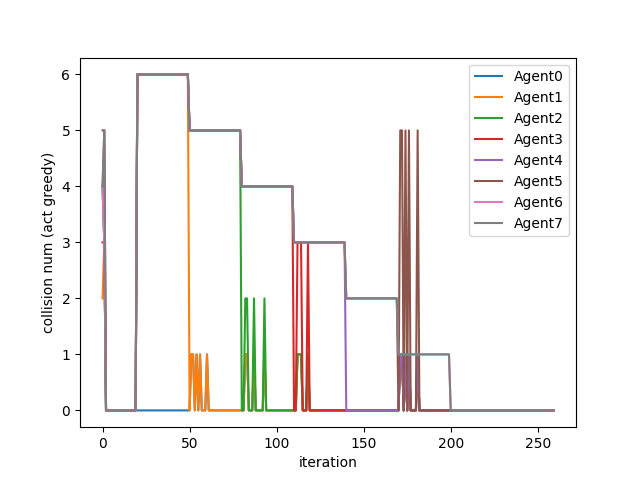 6
5
4
3
2
1
0
collision num (act greedy)
0
50
100
150
200
250
iteration
Agent0
Agent1
Agent2
Agent3
Agent4
Agent5
Agent6
Agent7